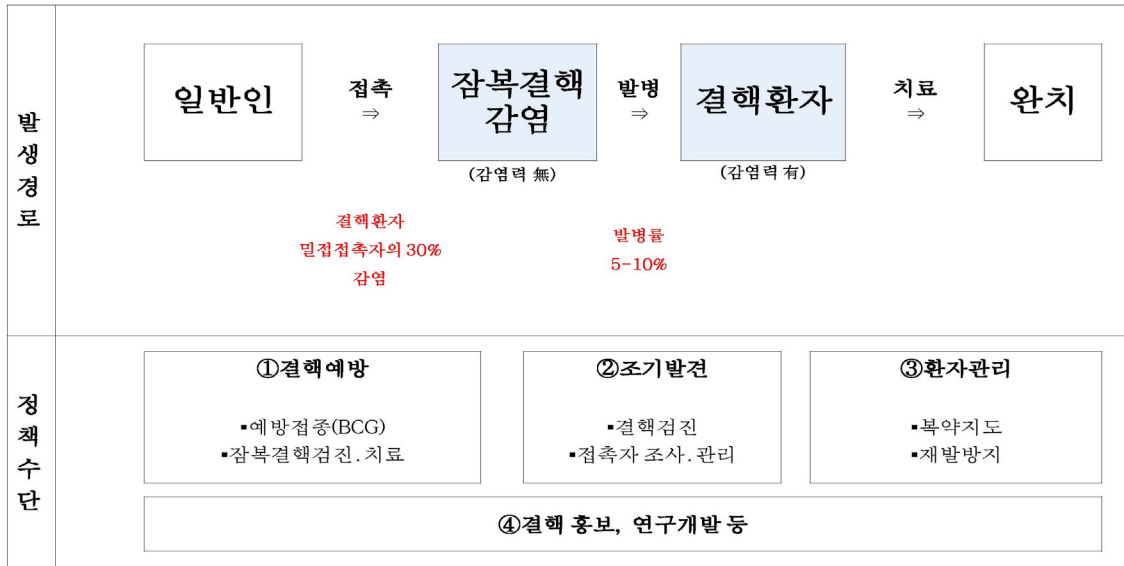 발생경로
일반인
접촉
⇒
잠복결핵
감염
(감염력 無)
발병
⇒
결핵환자
(감염력 有)
치료
⇒
완치
결핵환자
밀접접촉자의 30%
감염
발병률
5-10%
정책수단
①결핵예방
▪예방접종(BCG)
▪잠복결핵검진.치료
②조기발견
▪결핵검진
▪접촉자 조사.관리
③환자관리
▪복약지도
▪재발방지
④결핵 홍보, 연구개발 등